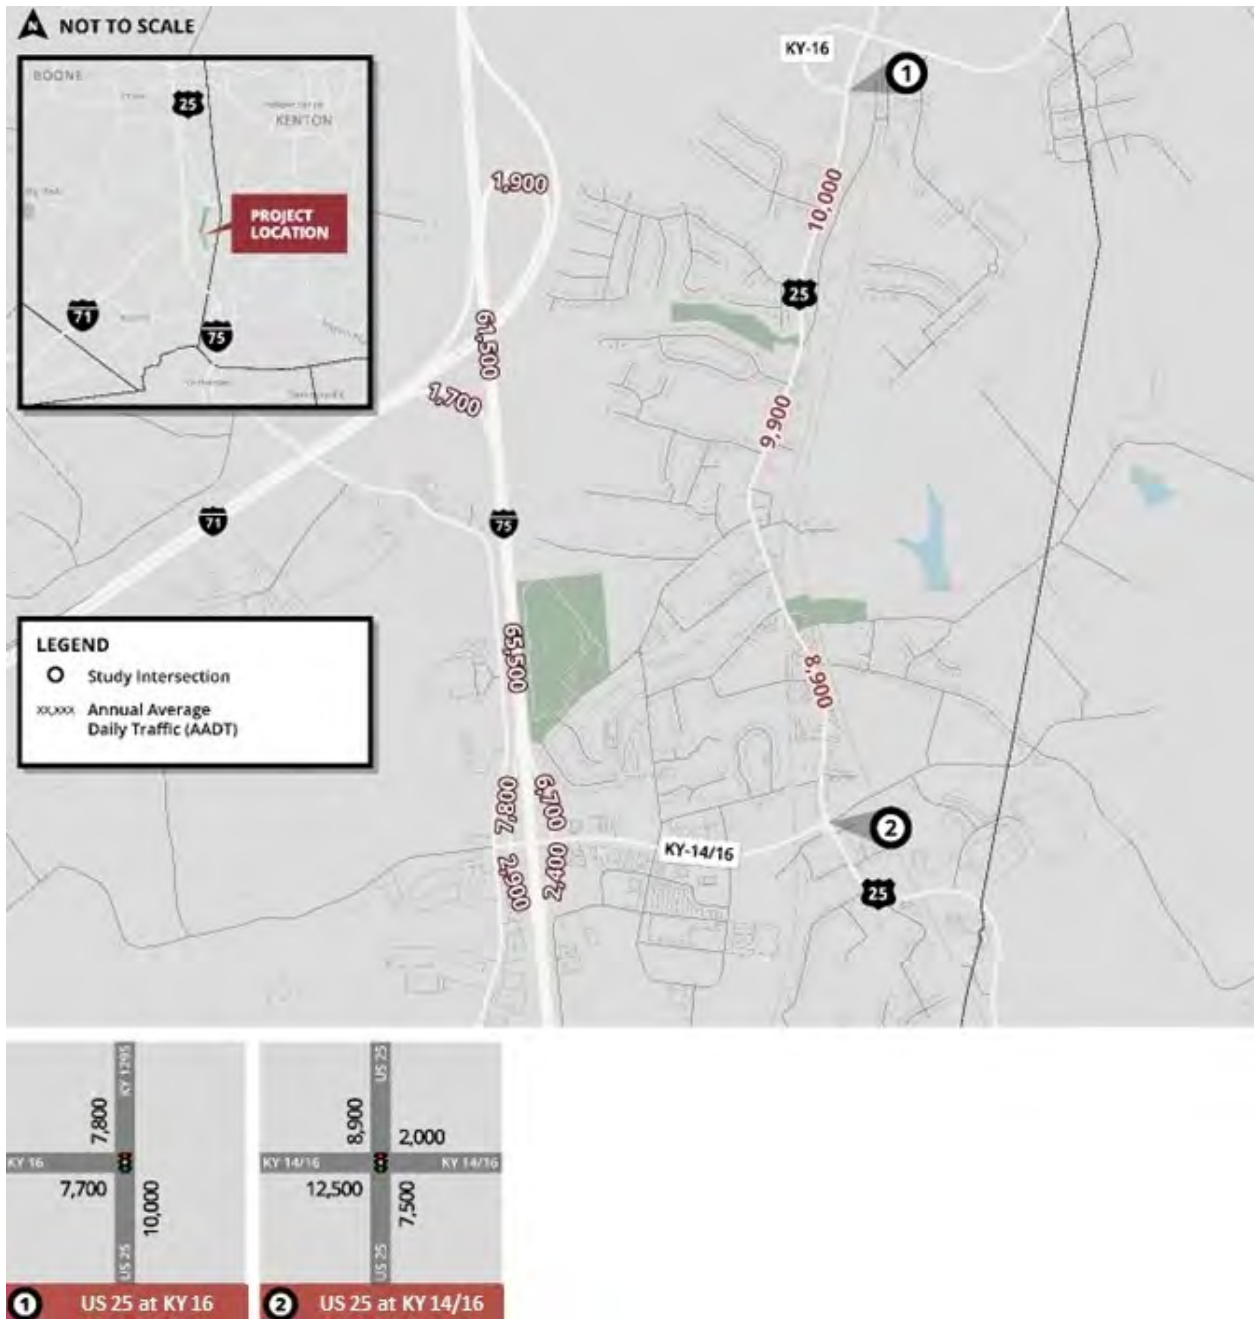 N NOT TO SCALE
BOONE
25
KENTON
PROJECT
LOCATION
71
75
KY-16
1
1,900
10,000
25
61,500
1,700
9,900
71
75
LEGEND
Study Intersection
xx,xxx Annual Average
Daily Traffic (AADT)
65,500
8,900
7,800
6,700
2
KY-14/16
2,900
2,400
25
KY 1295
7,800
KY 16
7,700
10,000
US 25
1 US 25 at KY 16
US 25
8,900
2,000
KY 14/16
KY 14/16
12,500
7,500
US 25
2 US 25 at KY 14/16